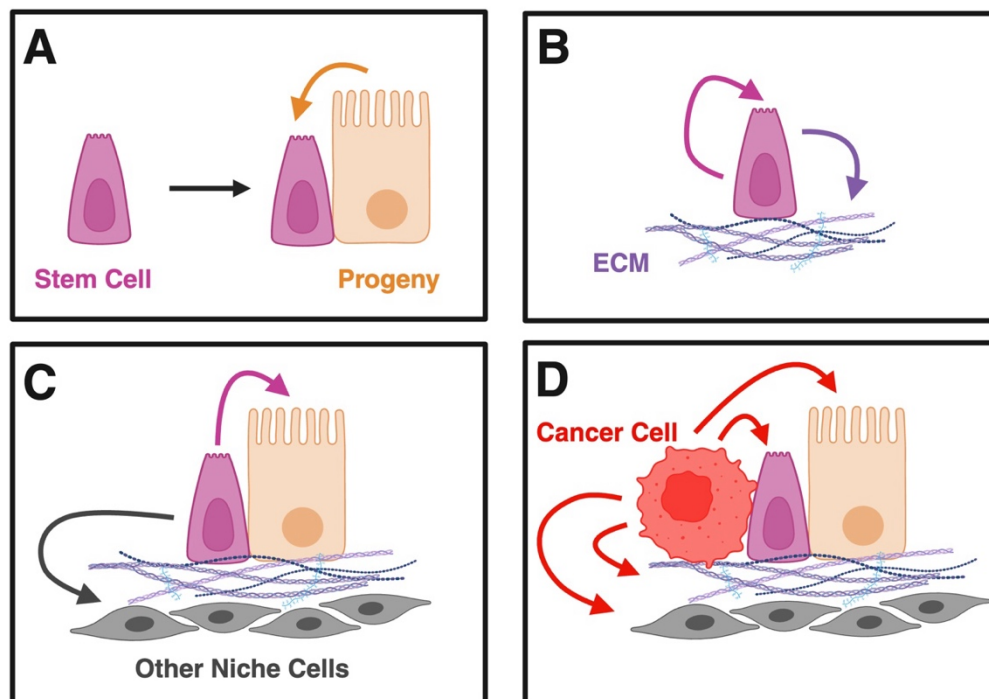 A
Stem Cell
Progeny
B
ECM
C
Other Niche Cells
D
Cancer Cell